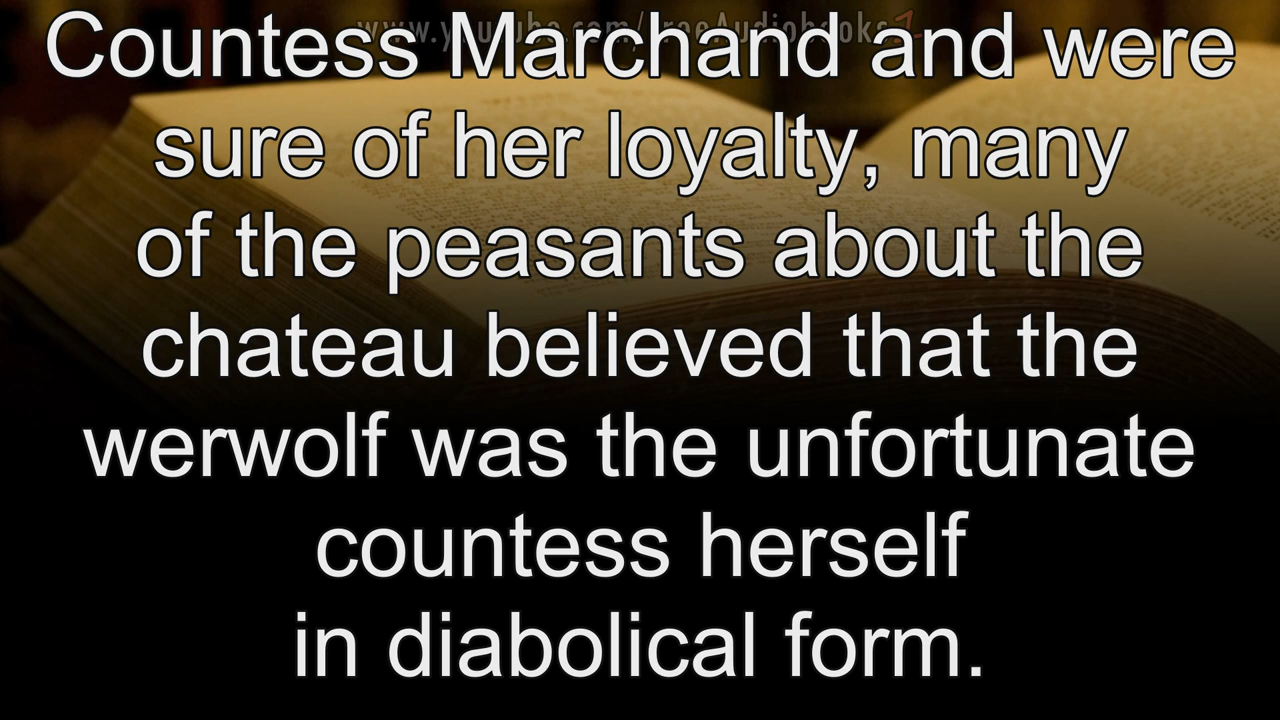 www.youtube.com/FreeAudiobooks7
Countess Marchand and were
sure of her loyalty, many
of the peasants about the
chateau believed that the
werwolf was the unfortunate
countess herself
in diabolical form.